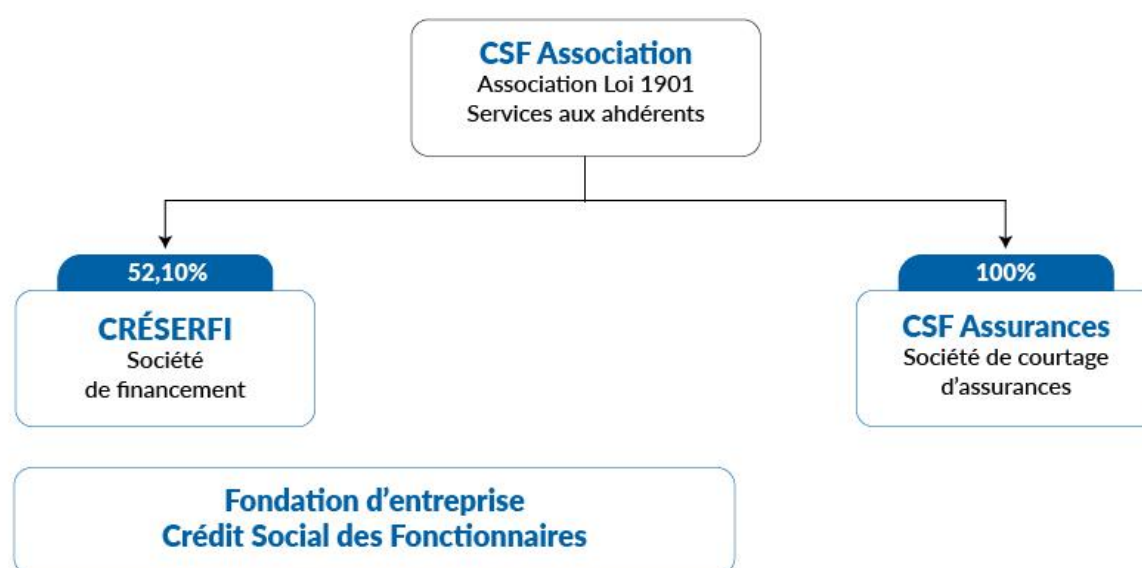 CSF Association
Association Loi 1901
Services aux ahdérents
52,10%
CRÉSERFI
Société
de financement
100%
CSF Assurances
Société de courtage
d’assurances
Fondation d’entreprise
Crédit Social des Fonctionnaires